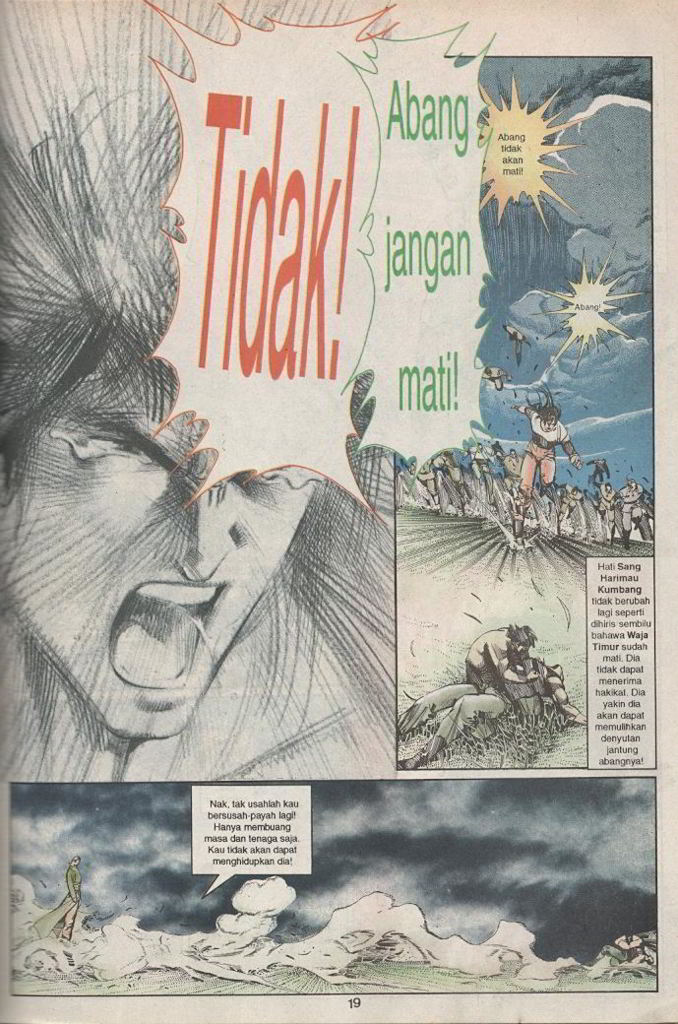 Tidak!
Abang
jangan
mati!
Abang
tidak
akan
mati!
Abang!
Hati Sang
Harimau
Kumbang
tidak berubah
lagi seperti
dihiris sembilu
bahawa Waja
Timur sudah
mati. Dia
tidak dapat
menerima
hakikat. Dia
yakin dia
akan dapat
memulihkan
denyutan
jantung
abangnya!
Nak, tak usahlah kau
bersusah-payah lagi!
Hanya membuang
masa dan tenaga saja.
Kau tidak akan dapat
menghidupkan dia!
19